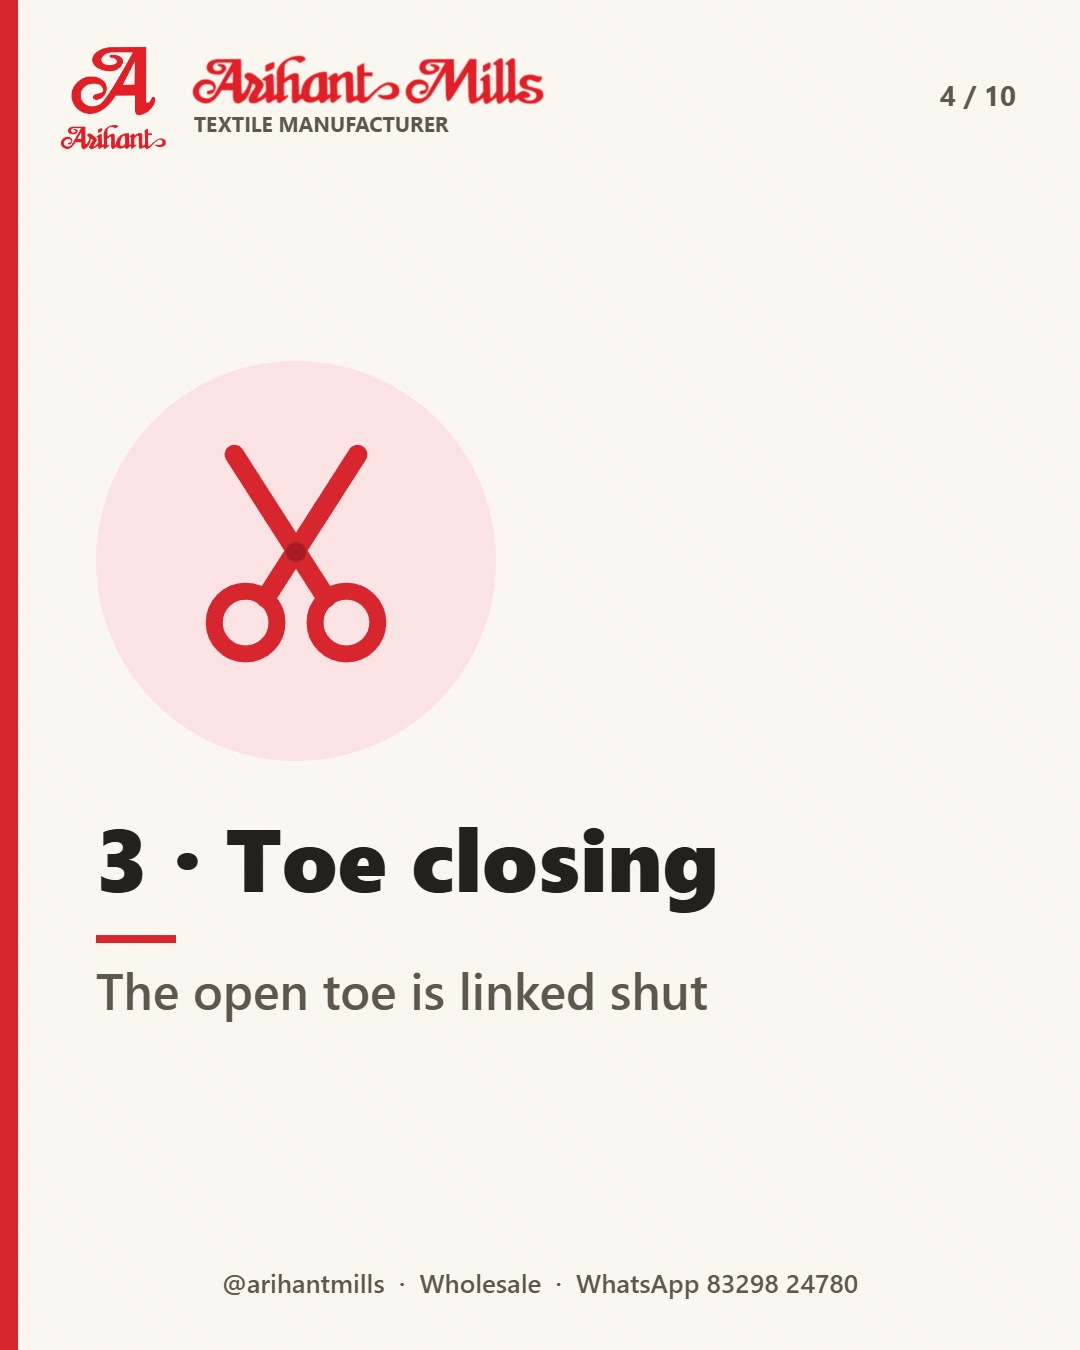 A
Arihant
Arihant Mills
TEXTILE MANUFACTURER
4 / 10
3 · Toe closing
The open toe is linked shut
@arihantmills · Wholesale · WhatsApp 83298 24780